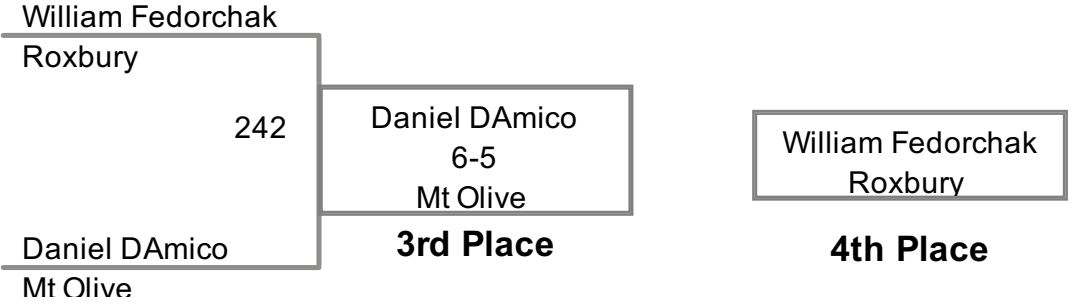 William Fedorchak
Roxbury
242
Daniel DAmico
Mt Olive
Daniel DAmico
6-5
Mt Olive
3rd Place
William Fedorchak
Roxbury
4th Place